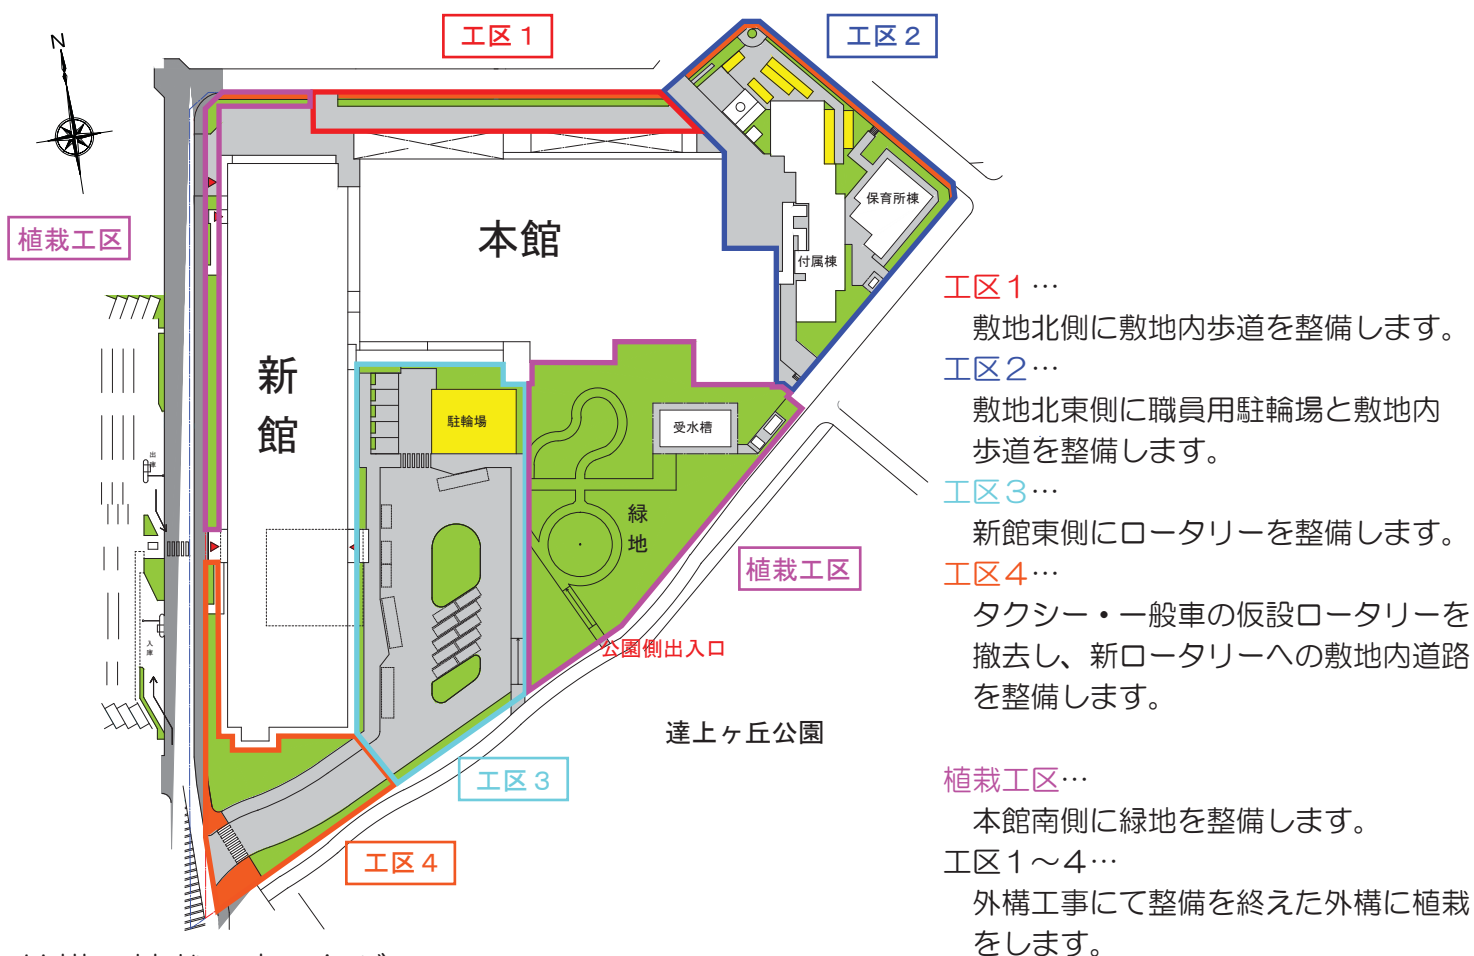 N
工区1
工区2
植栽工区
本館
保育所棟
付属棟
新館
駐輪場
受水槽
緑地
出庫
入庫
植栽工区
公園側出入口
達上ヶ丘公園
工区3
工区4
工区1…
敷地北側に敷地内歩道を整備します。
工区2…
敷地北東側に職員用駐輪場と敷地内
歩道を整備します。
工区3…
新館東側にロータリーを整備します。
工区4…
タクシー・一般車の仮設ロータリーを
撤去し、新ロータリーへの敷地内道路
を整備します。
植栽工区…
本館南側に緑地を整備します。
工区1～4…
外構工事にて整備を終えた外構に植栽
をします。